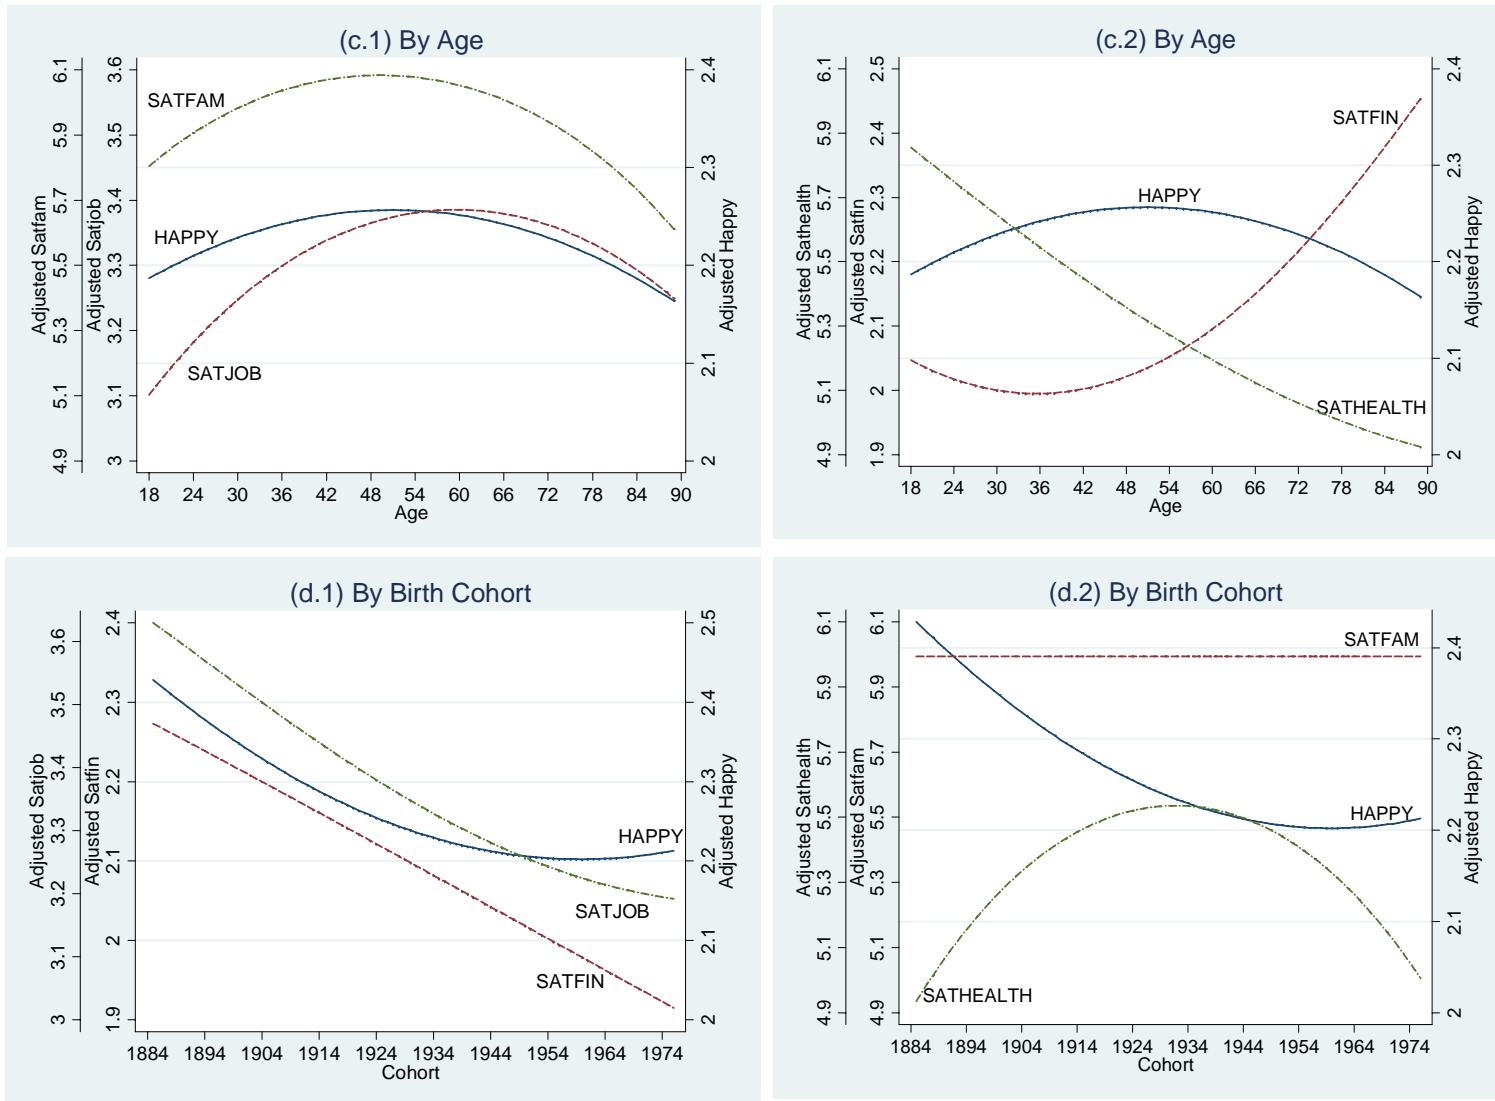 (c.1) By Age
Adjusted Satfam
4.9 5.1 5.3 5.5 5.7 5.9 6.1
Adjusted Satjob
3 3.1 3.2 3.3 3.4 3.5 3.6
SATFAM
HAPPY
SATJOB
2 2.1 2.2 2.3 2.4
Adjusted Happy
18 24 30 36 42 48 54 60 66 72 78 84 90
Age
(c.2) By Age
Adjusted Sathealth
4.9 5.1 5.3 5.5 5.7 5.9 6.1
Adjusted Satfin
1.9 2 2.1 2.2 2.3 2.4 2.5
SATFIN
HAPPY
SATHEALTH
2 2.1 2.2 2.3 2.4
Adjusted Happy
18 24 30 36 42 48 54 60 66 72 78 84 90
Age
(d.1) By Birth Cohort
Adjusted Satjob
3 3.1 3.2 3.3 3.4 3.5 3.6
Adjusted Satfin
1.9 2 2.1 2.2 2.3 2.4
HAPPY
SATJOB
SATFIN
2 2.1 2.2 2.3 2.4 2.5
Adjusted Happy
1884 1894 1904 1914 1924 1934 1944 1954 1964 1974
Cohort
(d.2) By Birth Cohort
Adjusted Sathealth
4.9 5.1 5.3 5.5 5.7 5.9 6.1
Adjusted Satfam
4.9 5.1 5.3 5.5 5.7 5.9 6.1
SATFAM
HAPPY
SATHEALTH
2 2.1 2.2 2.3 2.4
Adjusted Happy
1884 1894 1904 1914 1924 1934 1944 1954 1964 1974
Cohort